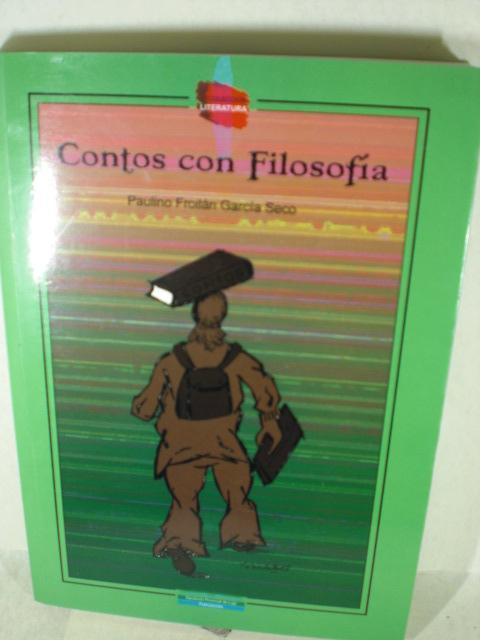 LITERATURA
Contos con Filosofía
Paulino Froilán García Seco